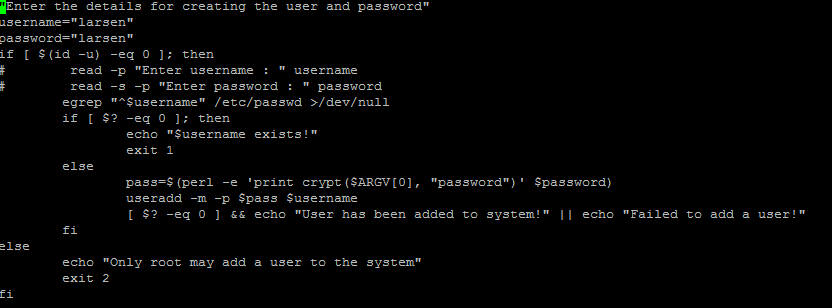 "Enter the details for creating the user and password"
username="larsen"
password="larsen"
if [ $(id -u) -eq 0 ]; then
#        read -p "Enter username : " username
#        read -s -p "Enter password : " password
        egrep "^$username" /etc/passwd >/dev/null
        if [ $? -eq 0 ]; then
                echo "$username exists!"
                exit 1
        else
                pass=$(perl -e 'print crypt($ARGV[0], "password")' $password)
                useradd -m -p $pass $username
                [ $? -eq 0 ] && echo "User has been added to system!" || echo "Failed to add a user!"
        fi
else
        echo "Only root may add a user to the system"
        exit 2
fi